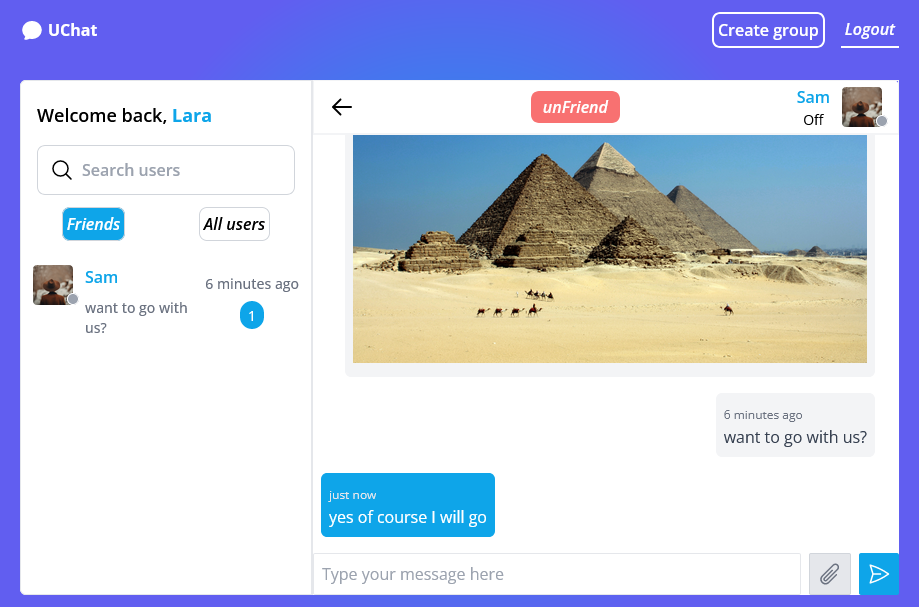 UChat
Create group
Logout
Welcome back, Lara
Search users
Friends
All users
Sam
6 minutes ago
want to go with
us?
1
unFriend
Sam
Off
6 minutes ago
want to go with us?
just now
yes of course I will go
Type your message here